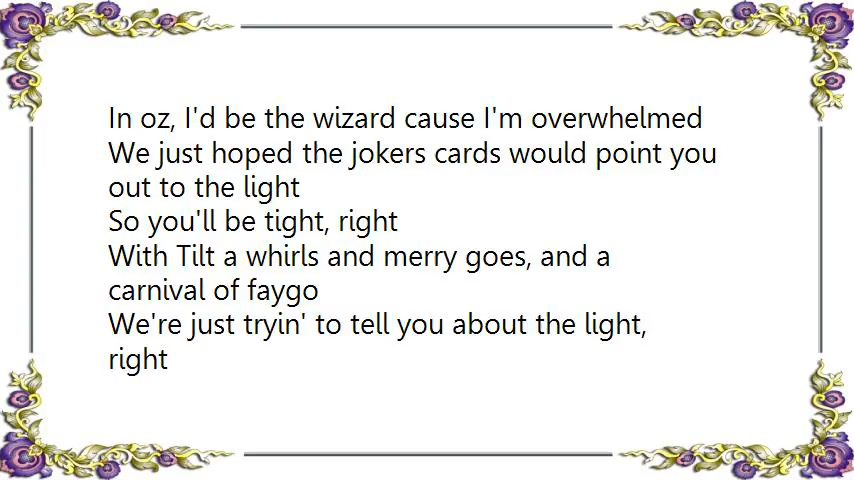 In oz, I'd be the wizard cause I'm overwhelmed
We just hoped the jokers cards would point you
out to the light
So you'll be tight, right
With Tilt a whirls and merry goes, and a
carnival of faygo
We're just tryin' to tell you about the light,
right